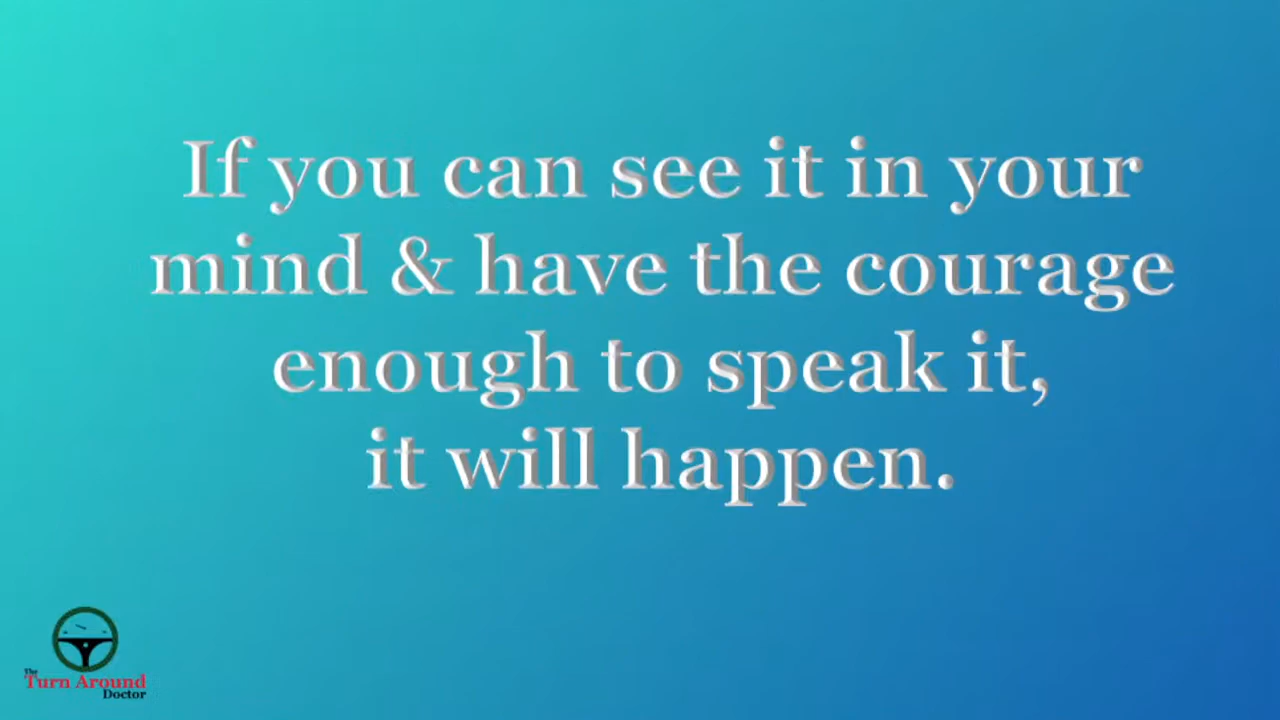 If you can see it in your
mind & have the courage
enough to speak it,
it will happen.
The
Turn Around
Doctor